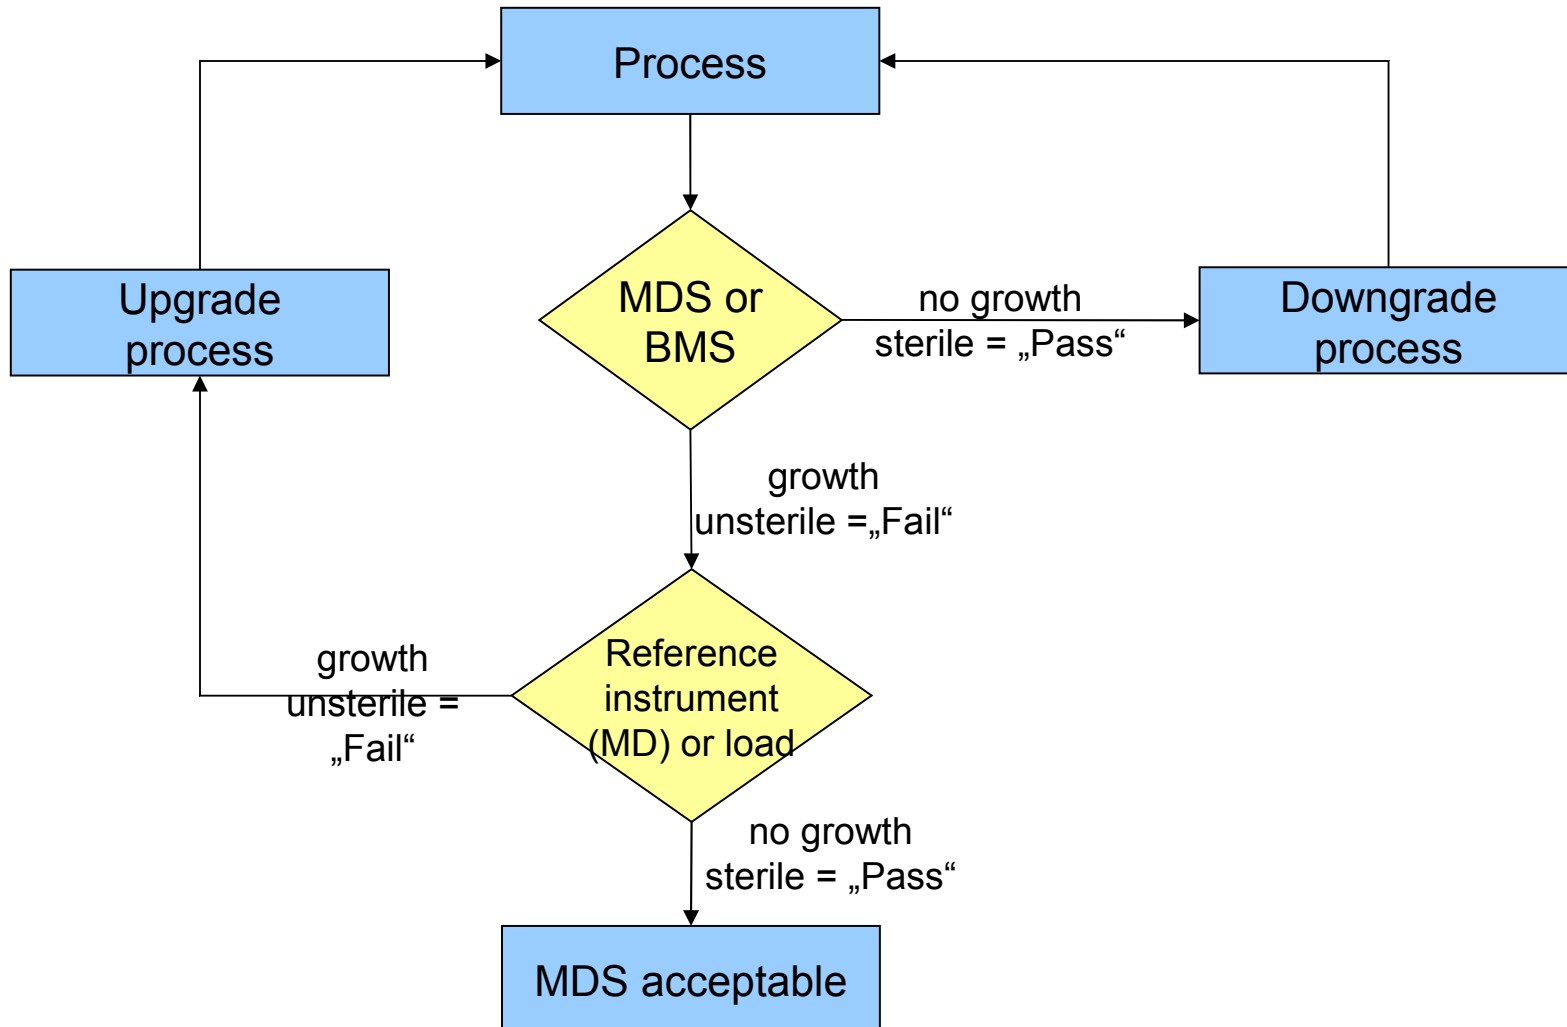 Process
Upgrade
process
MDS or
BMS
no growth
sterile = „Pass“
Downgrade
process
growth
unsterile =„Fail“
growth
unsterile =
„Fail“
Reference
instrument
(MD) or load
no growth
sterile = „Pass“
MDS acceptable